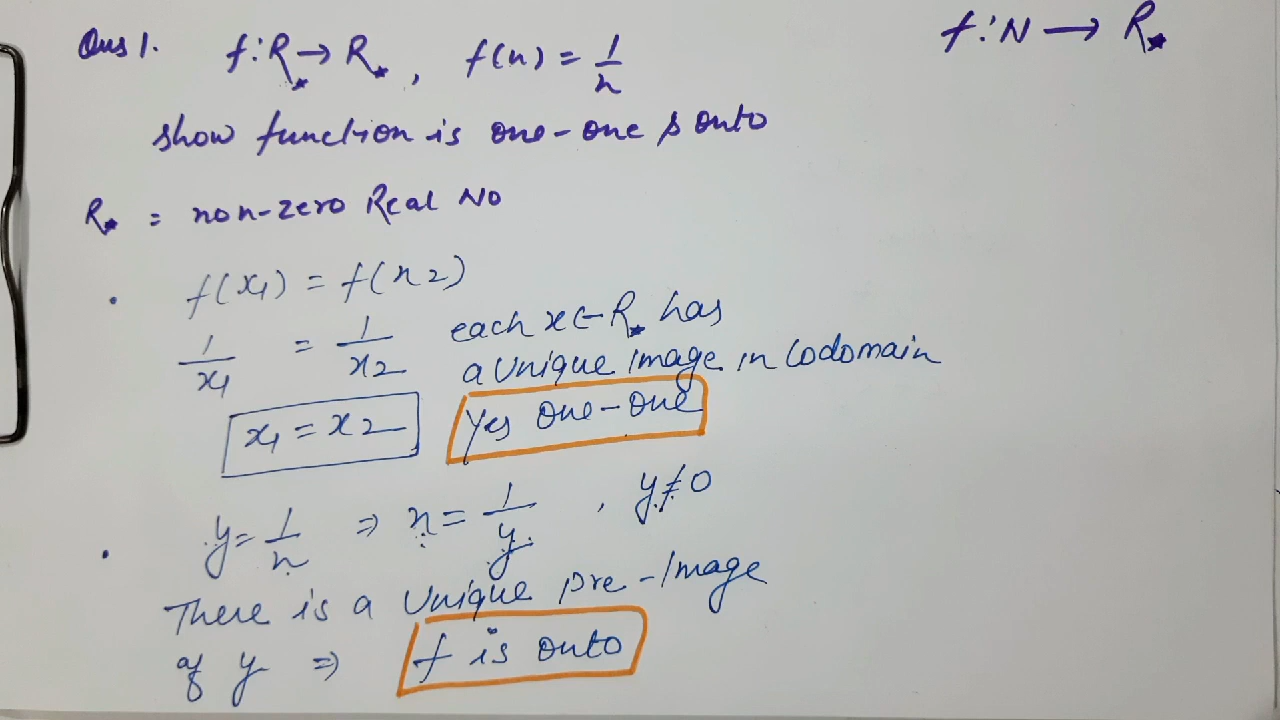 Ques 1. f: R⋆ → R⋆, f(x) = 1/x
f: N → R⋆
show function is one-one & onto
R⋆ = non-zero Real No
• f(x1) = f(x2)
1/x1 = 1/x2 each x ∈ R⋆ has
a unique image in Codomain
x1 = x2 Yes one-one
• y = 1/x ⇒ x = 1/y, y ≠ 0
There is a unique pre-Image
of y ⇒ f is onto